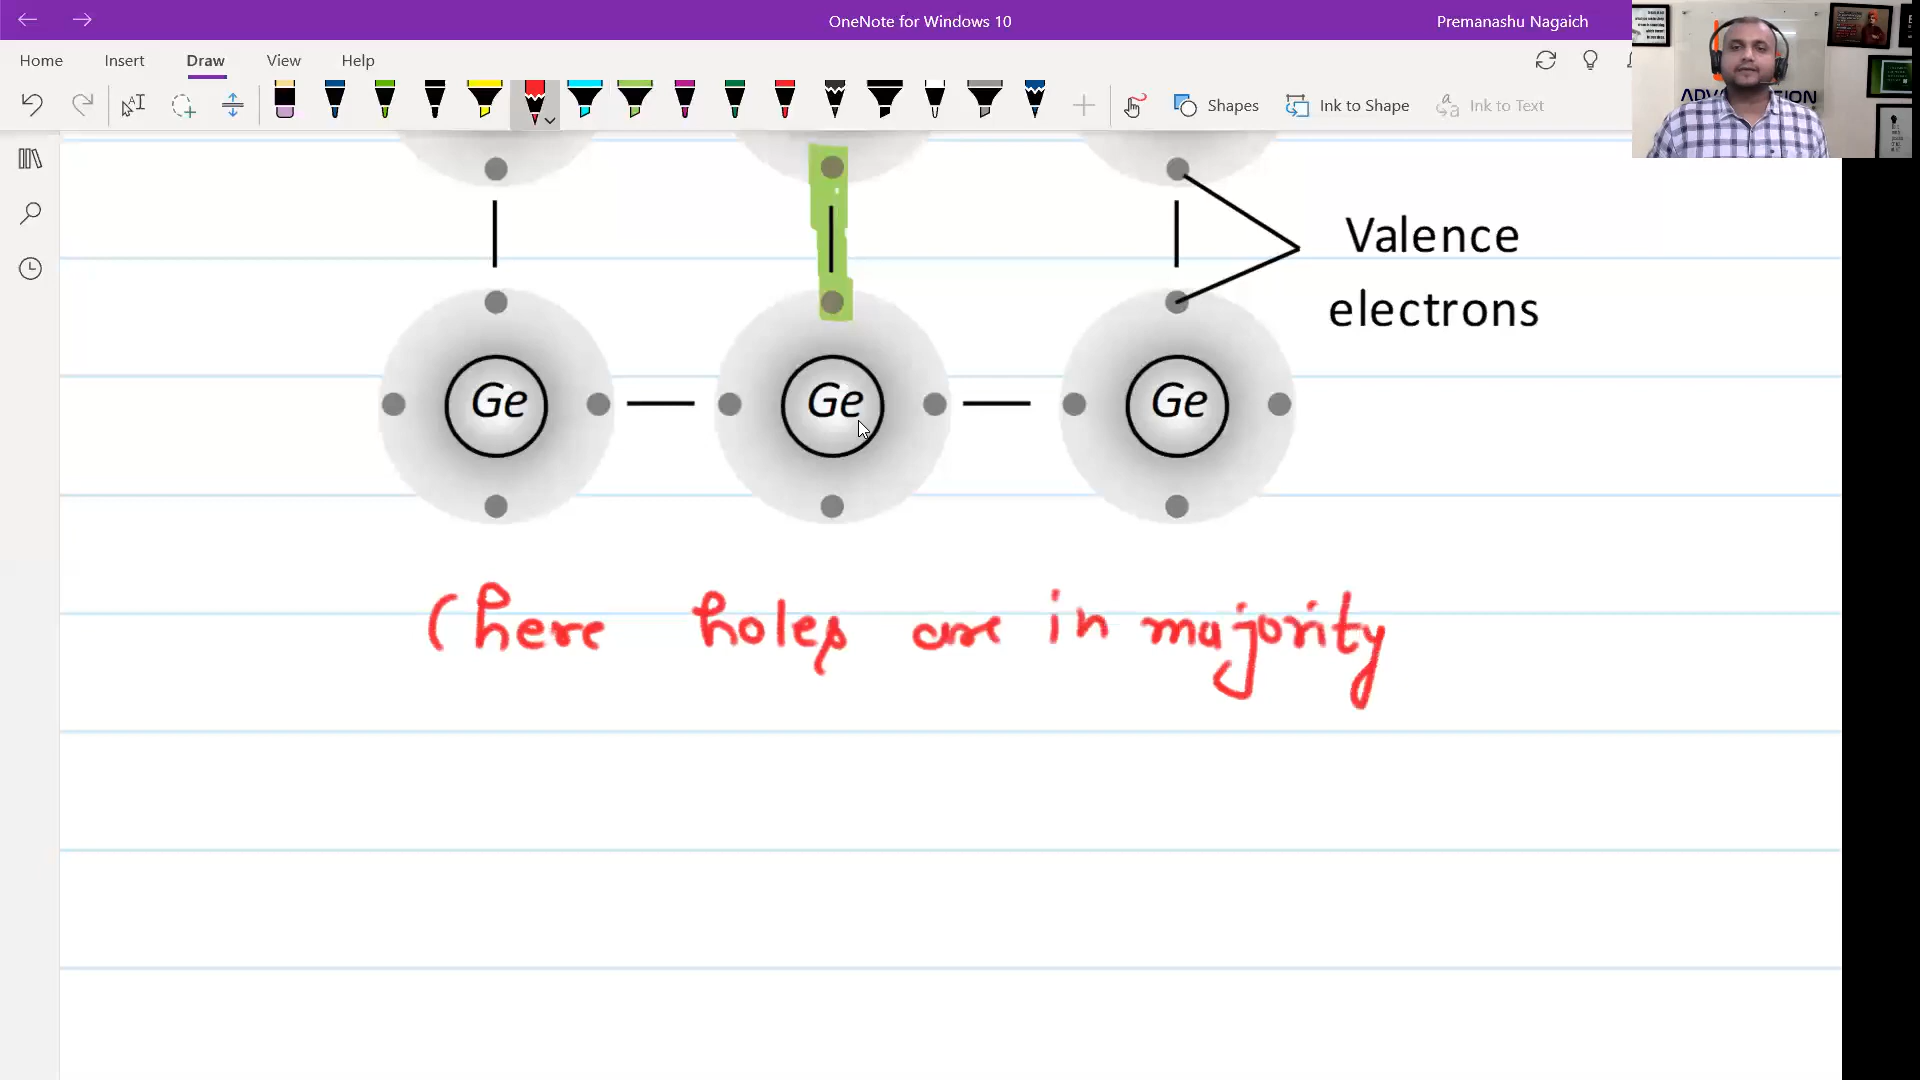 OneNote for Windows 10
Premanashu Nagaich
Home Insert Draw View Help
Shapes Ink to Shape Ink to Text
Valence
electrons
Ge Ge Ge
(here holes are in majority